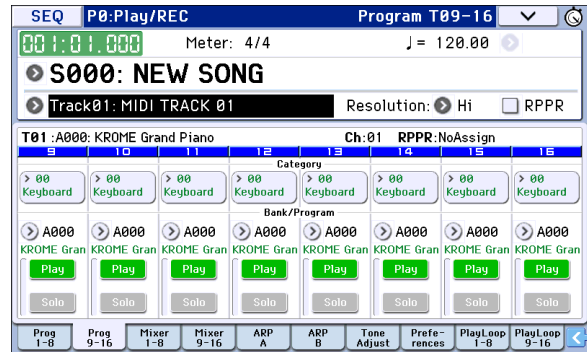 SEQ P0:Play/REC Program T09-16
001:01.000 Meter: 4/4 ♩= 120.00
S000: NEW SONG
Track01: MIDI TRACK 01 Resolution: Hi RPPR
T01 :A000: KROME Grand Piano Ch:01 RPPR:NoAssign
9 10 11 12 13 14 15 16
Category
> 00 > 00 > 00 > 00 > 00 > 00 > 00 > 00
Keyboard Keyboard Keyboard Keyboard Keyboard Keyboard Keyboard Keyboard
Bank/Program
A000 A000 A000 A000 A000 A000 A000 A000
KROME Gran KROME Gran KROME Gran KROME Gran KROME Gran KROME Gran KROME Gran KROME Gran
Play Play Play Play Play Play Play Play
Solo Solo Solo Solo Solo Solo Solo Solo
Prog Prog Mixer Mixer ARP ARP Tone Prefe- PlayLoop PlayLoop
1-8 9-16 1-8 9-16 A B Adjust rences 1-8 9-16